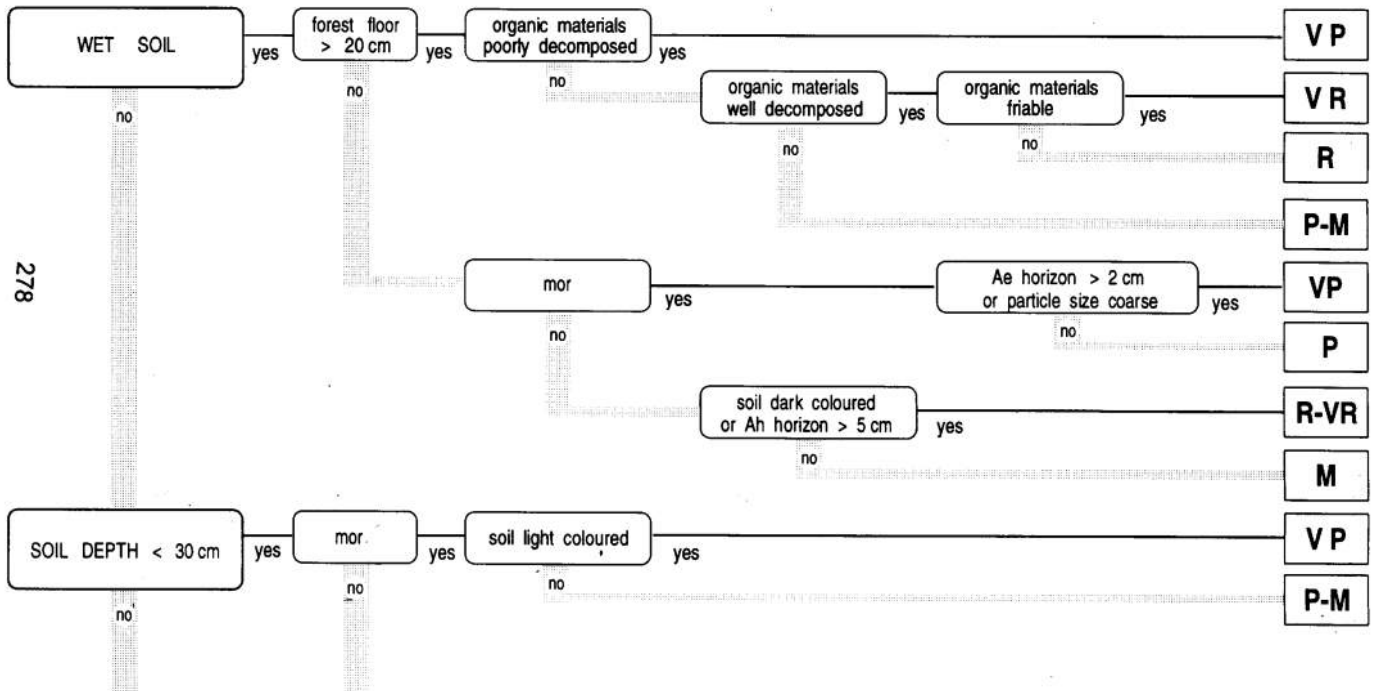 WET SOIL
yes
forest floor
> 20 cm
yes
organic materials
poorly decomposed
yes
V P
no
organic materials
well decomposed
yes
organic materials
friable
yes
V R
no
R
no
P-M
no
mor
yes
Ae horizon > 2 cm
or particle size coarse
yes
VP
no
P
no
soil dark coloured
or Ah horizon > 5 cm
yes
R-VR
no
M
no
SOIL DEPTH < 30 cm
yes
mor
yes
soil light coloured
yes
V P
no
P-M
no
no
278